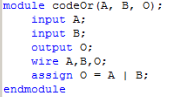 module codeOr(A, B, O);
input A;
input B;
output O;
wire A,B,O;
assign O = A | B;
endmodule